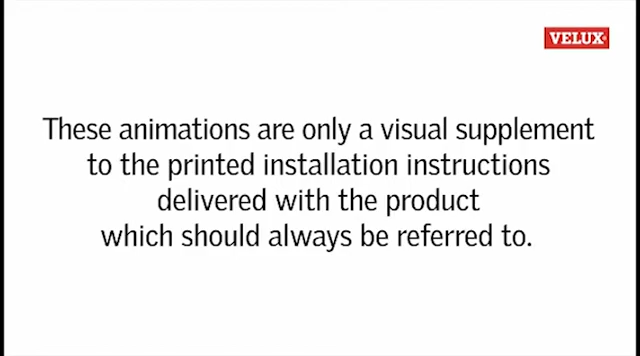 VELUX
These animations are only a visual supplement
to the printed installation instructions
delivered with the product
which should always be referred to.